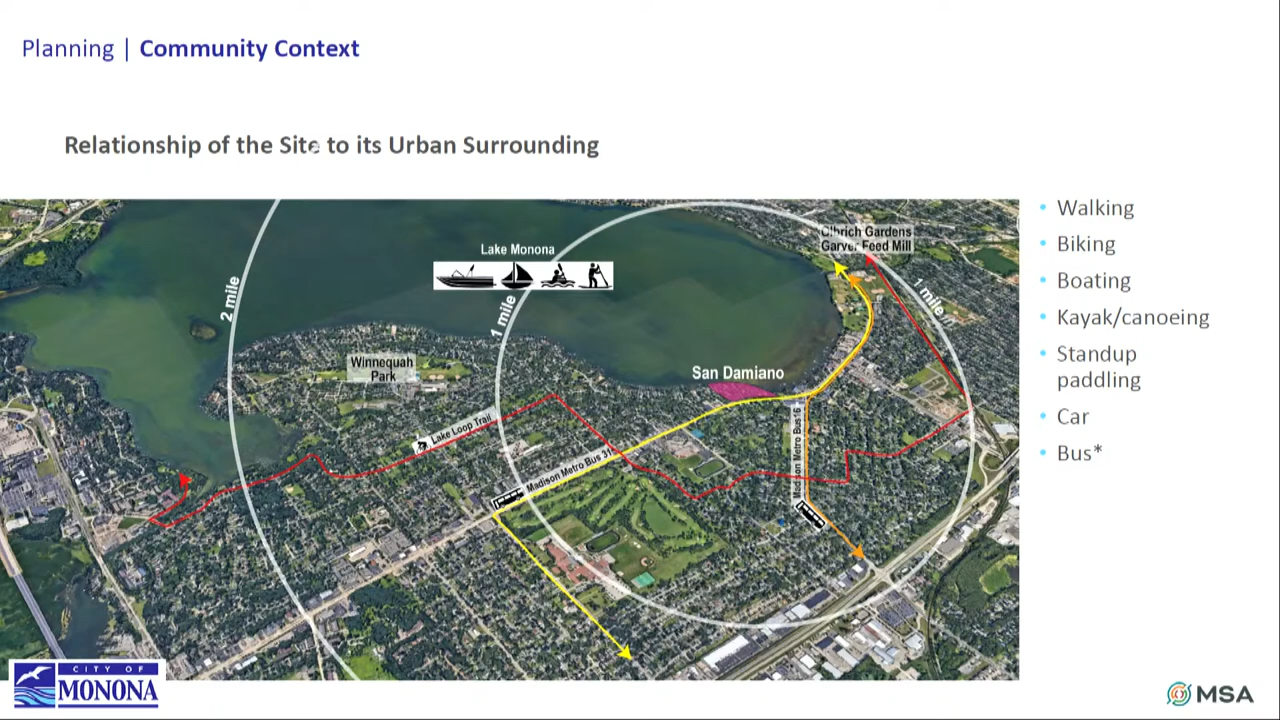 Planning | Community Context
Relationship of the Site to its Urban Surrounding
Olbrich Gardens
Garver Feed Mill
Lake Monona
2 mile
1 mile
1 mile
Winnequah
Park
San Damiano
Lake Loop Trail
Madison Metro Bus 31
Madison Metro Bus 16
• Walking
• Biking
• Boating
• Kayak/canoeing
• Standup
paddling
• Car
• Bus*
CITY OF
MONONA
MSA